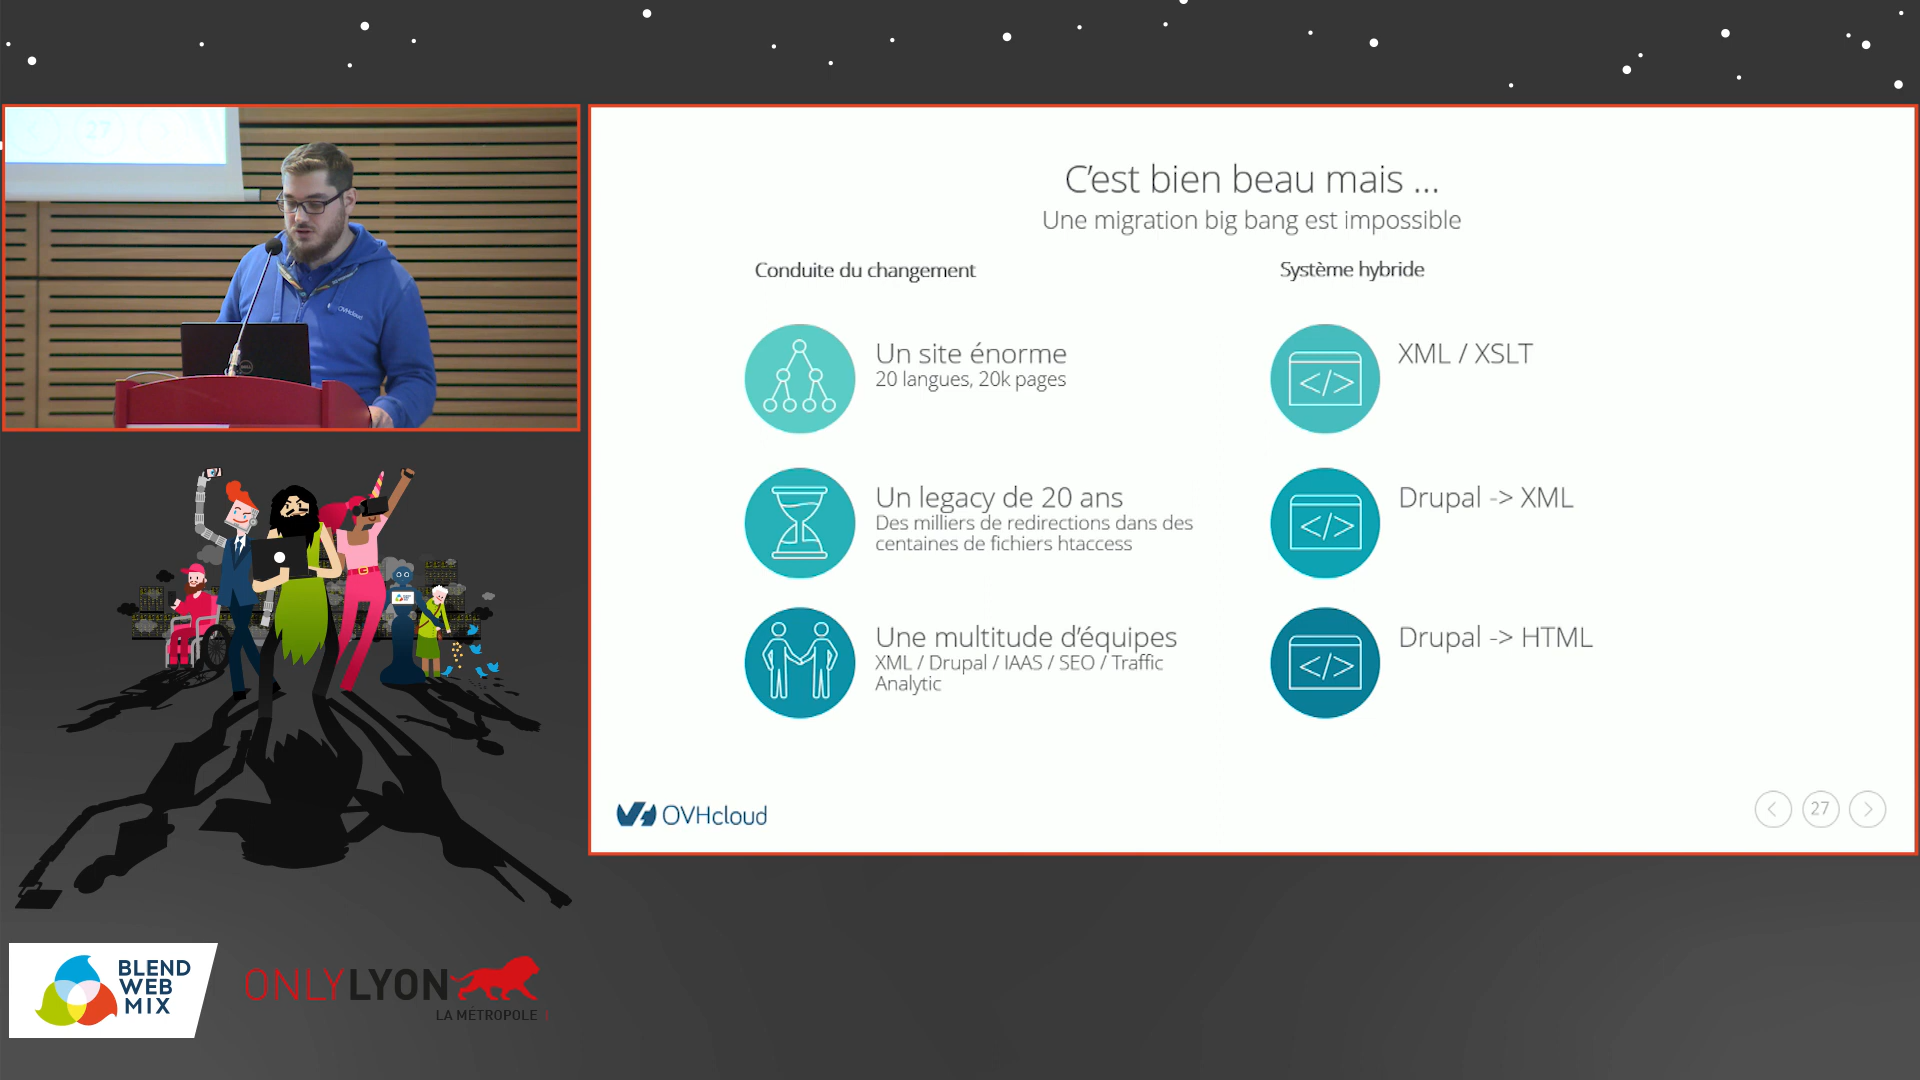 27
OVHcloud
C'est bien beau mais ...
Une migration big bang est impossible
Conduite du changement
Un site énorme
20 langues, 20k pages
Un legacy de 20 ans
Des milliers de redirections dans des
centaines de fichiers htaccess
Une multitude d'équipes
XML / Drupal / IAAS / SEO / Traffic
Analytic
Système hybride
XML / XSLT
</>
Drupal -> XML
</>
Drupal -> HTML
</>
OVHcloud
< 27 >
BLEND
WEB
MIX
ONLYLYON
LA MÉTROPOLE